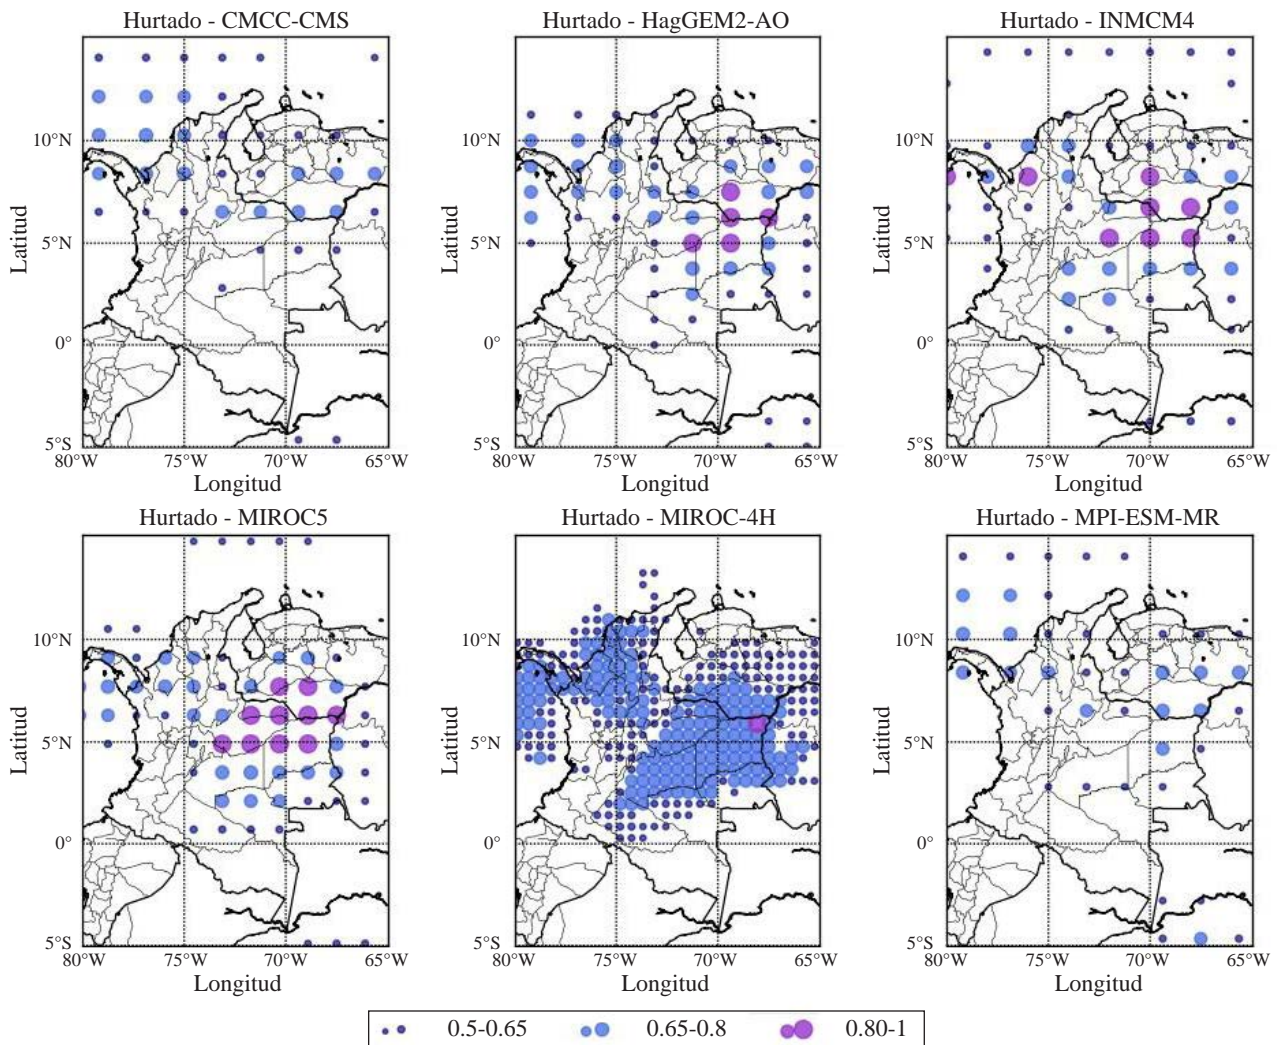 Hurtado - CMCC-CMS
Hurtado - HagGEM2-AO
Hurtado - INMCM4
10°N
5°N
0°
5°S
80°W
75°W
70°W
65°W
Latitud
Longitud
10°N
5°N
0°
5°S
80°W
75°W
70°W
65°W
Latitud
Longitud
10°N
5°N
0°
5°S
80°W
75°W
70°W
65°W
Latitud
Longitud
Hurtado - MIROC5
Hurtado - MIROC-4H
Hurtado - MPI-ESM-MR
10°N
5°N
0°
5°S
80°W
75°W
70°W
65°W
Latitud
Longitud
10°N
5°N
0°
5°S
80°W
75°W
70°W
65°W
Latitud
Longitud
10°N
5°N
0°
5°S
80°W
75°W
70°W
65°W
Latitud
Longitud
0.5-0.65 0.65-0.8 0.80-1